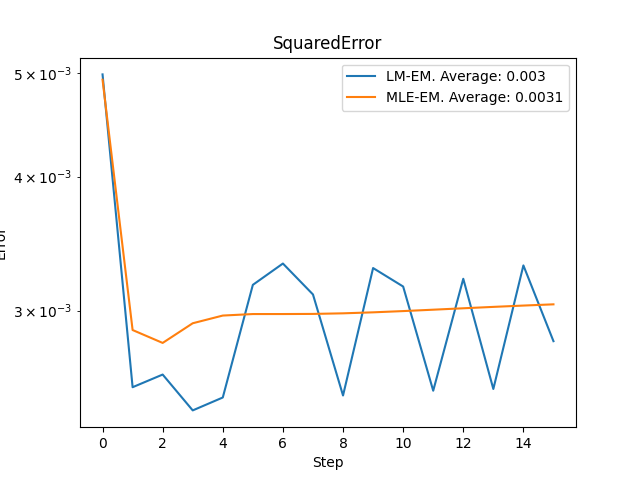 SquaredError
LM-EM. Average: 0.003
MLE-EM. Average: 0.0031
5 × 10⁻³
4 × 10⁻³
3 × 10⁻³
Error
0 2 4 6 8 10 12 14
Step